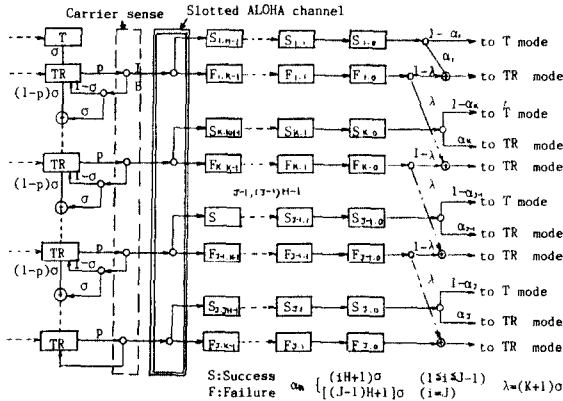 Carrier sense
Slotted ALOHA channel
T
σ
TR
p
I
B
(1-p)σ
1-σ
σ
S1,H-1
S1,1
S1,0
1-α1
α1
to T mode
F1,K-1
F1,1
F1,0
1-λ
to TR mode
λ
TR
p
(1-p)σ
1-σ
σ
SK,1
SK,0
1-αK
αK
to T mode
to TR mode
FK,K-1
FK,1
FK,0
1-λ
to TR mode
λ
J-1,(J-1)H-1
TR
p
(1-p)σ
1-σ
σ
S
SJ-1,1
SJ-1,0
1-αJ-1
αJ-1
to T mode
to TR mode
FJ-1,K-1
FJ-1,1
FJ-1,0
1-λ
to TR mode
λ
TR
p
SJ,JH-1
SJ,1
SJ,0
1-αJ
αJ
to T mode
to TR mode
FJ,K-1
FJ,1
FJ,0
to TR mode
S:Success
F:Failure
{ (iH+1)σ (1≤i≤J-1)
[(J-1)H+1]σ (i=J)
λ=(K+1)σ